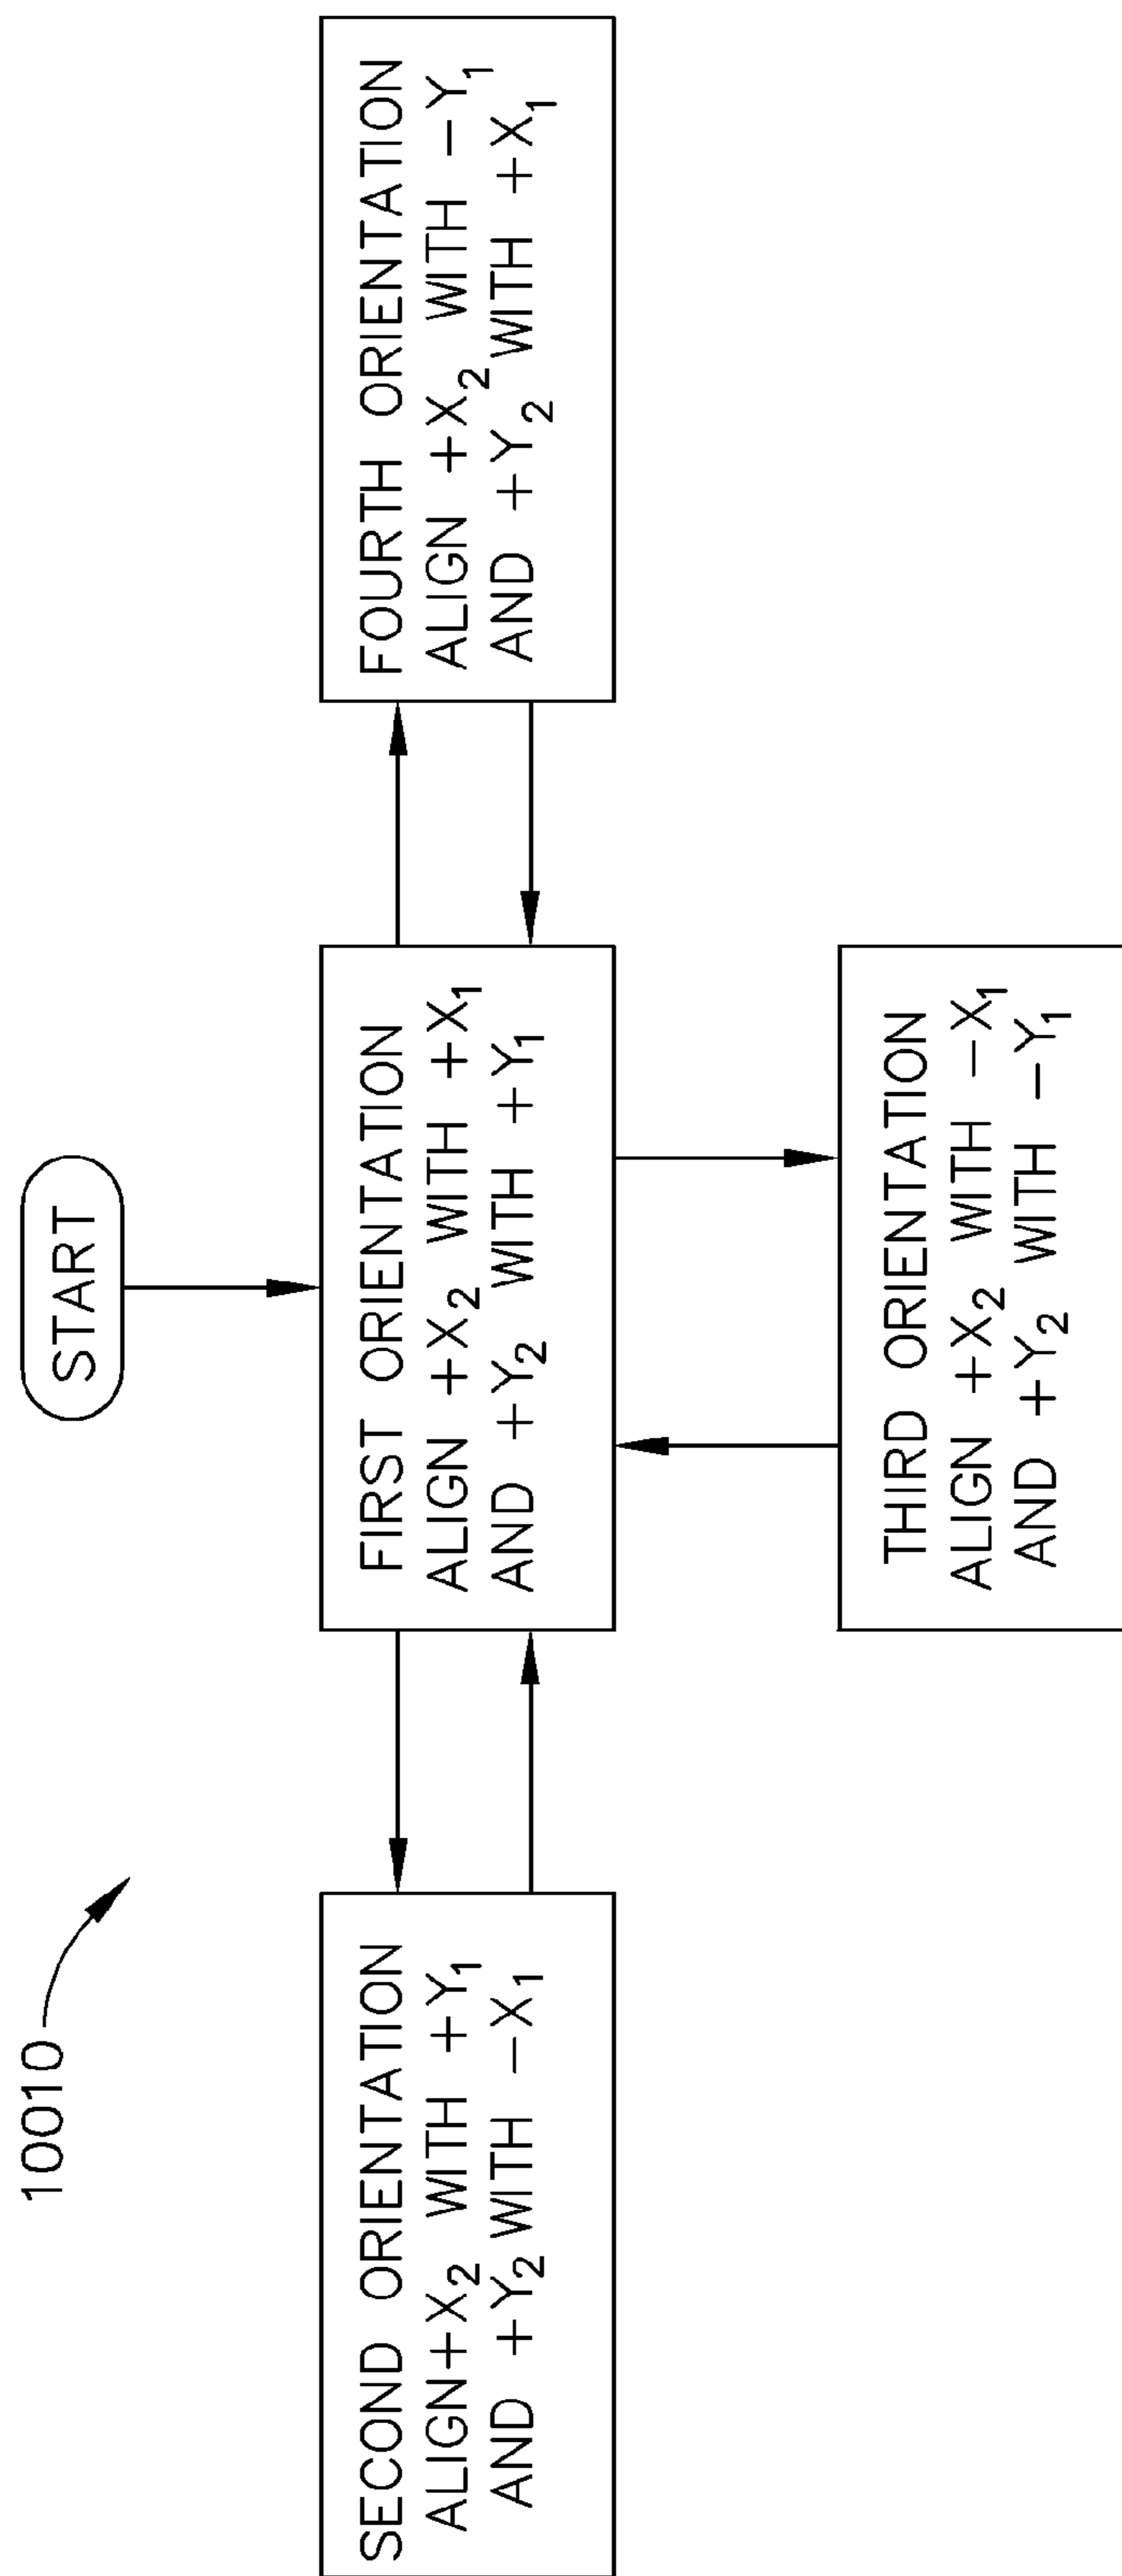 10010
START
SECOND ORIENTATION
ALIGN+X₂ WITH +Y₁
AND +Y₂ WITH -X₁
FIRST ORIENTATION
ALIGN +X₂ WITH +X₁
AND +Y₂ WITH +Y₁
FOURTH ORIENTATION
ALIGN +X₂ WITH -Y₁
AND +Y₂ WITH +X₁
THIRD ORIENTATION
ALIGN +X₂ WITH -X₁
AND +Y₂ WITH -Y₁